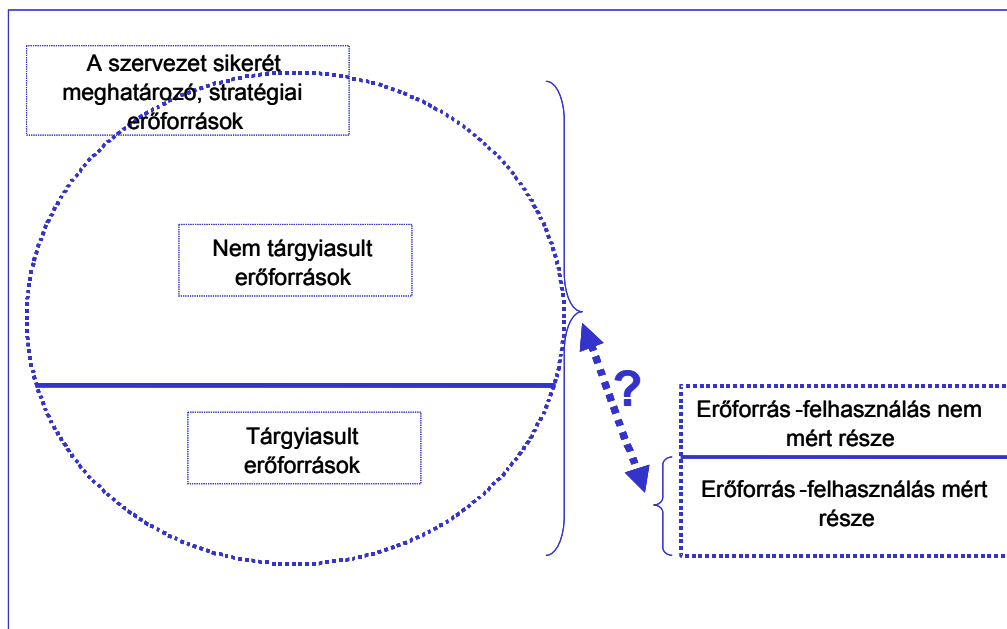 A szervezet sikerét
meghatározó, stratégiai
erőforrások
Nem tárgyiasult
erőforrások
Tárgyiasult
erőforrások
?
Erőforrás-felhasználás nem
mért része
Erőforrás-felhasználás mért
része